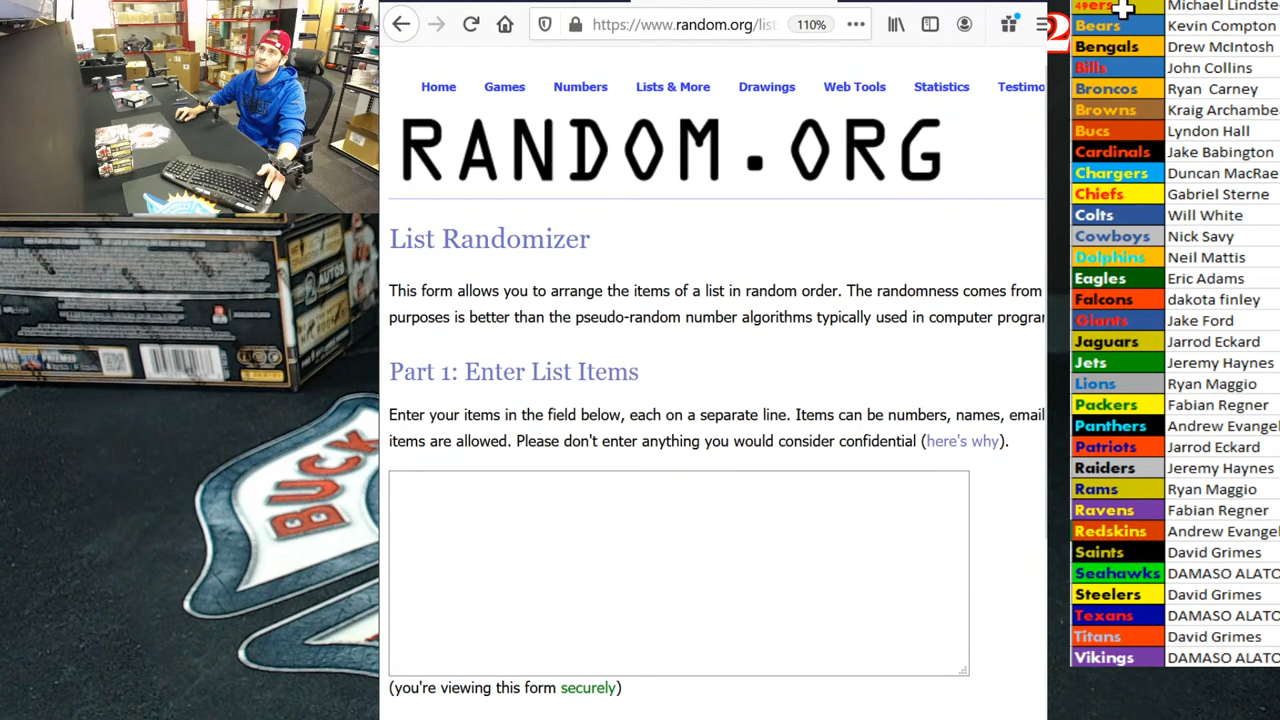 https://www.random.org/list
110%
Home Games Numbers Lists & More Drawings Web Tools Statistics Testimo
RANDOM.ORG
List Randomizer
This form allows you to arrange the items of a list in random order. The randomness comes from
purposes is better than the pseudo-random number algorithms typically used in computer progra
Part 1: Enter List Items
Enter your items in the field below, each on a separate line. Items can be numbers, names, email
items are allowed. Please don't enter anything you would consider confidential (here's why).
(you're viewing this form securely)
49ers Michael Lindste
Bears Kevin Compton
Bengals Drew McIntosh
Bills John Collins
Broncos Ryan Carney
Browns Kraig Archambe
Bucs Lyndon Hall
Cardinals Jake Babington
Chargers Duncan MacRae
Chiefs Gabriel Sterne
Colts Will White
Cowboys Nick Savy
Dolphins Neil Mattis
Eagles Eric Adams
Falcons dakota finley
Giants Jake Ford
Jaguars Jarrod Eckard
Jets Jeremy Haynes
Lions Ryan Maggio
Packers Fabian Regner
Panthers Andrew Evangel
Patriots Jarrod Eckard
Raiders Jeremy Haynes
Rams Ryan Maggio
Ravens Fabian Regner
Redskins Andrew Evangel
Saints David Grimes
Seahawks DAMASO ALATO
Steelers David Grimes
Texans DAMASO ALATO
Titans David Grimes
Vikings DAMASO ALATO
2 AUTOS
BUCK